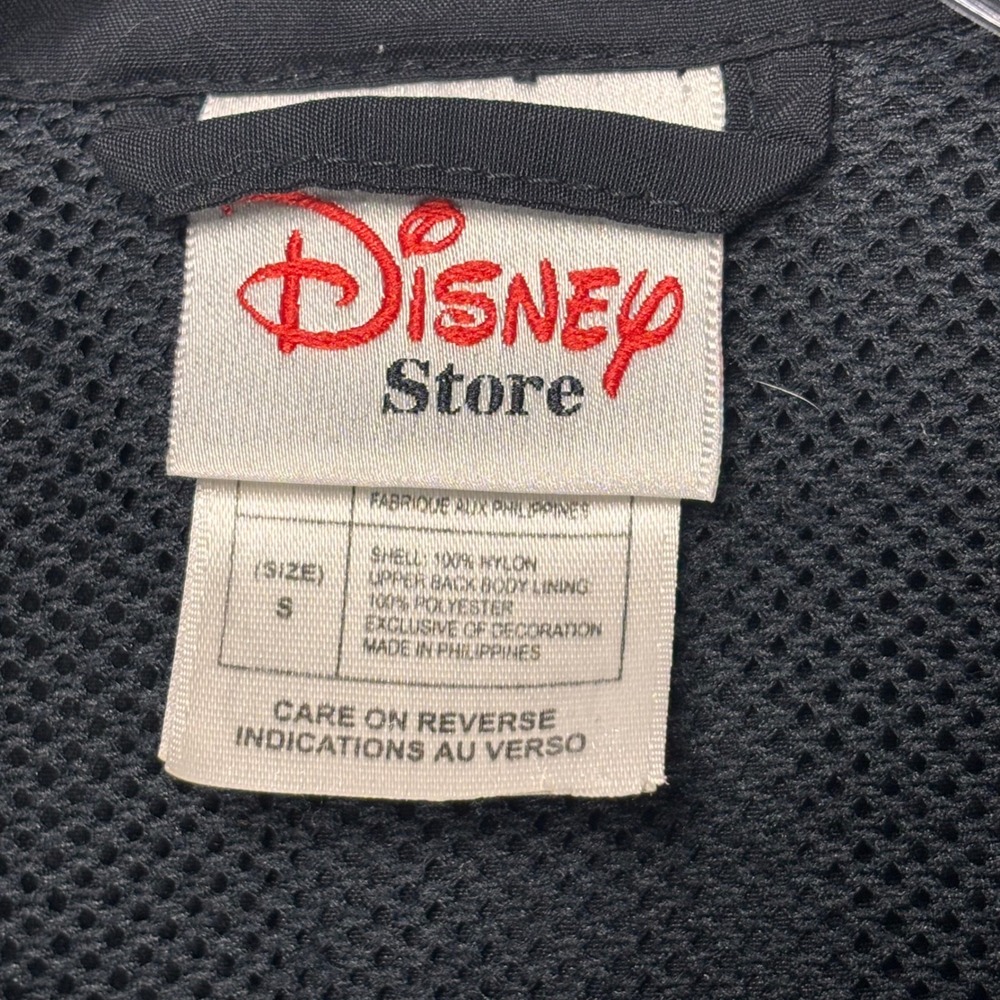 Disney
Store
FABRIQUE AUX PHILIPPINES
(SIZE)
S
SHELL: 100% NYLON
UPPER BACK BODY LINING
100% POLYESTER
EXCLUSIVE OF DECORATION
MADE IN PHILIPPINES
CARE ON REVERSE
INDICATIONS AU VERSO